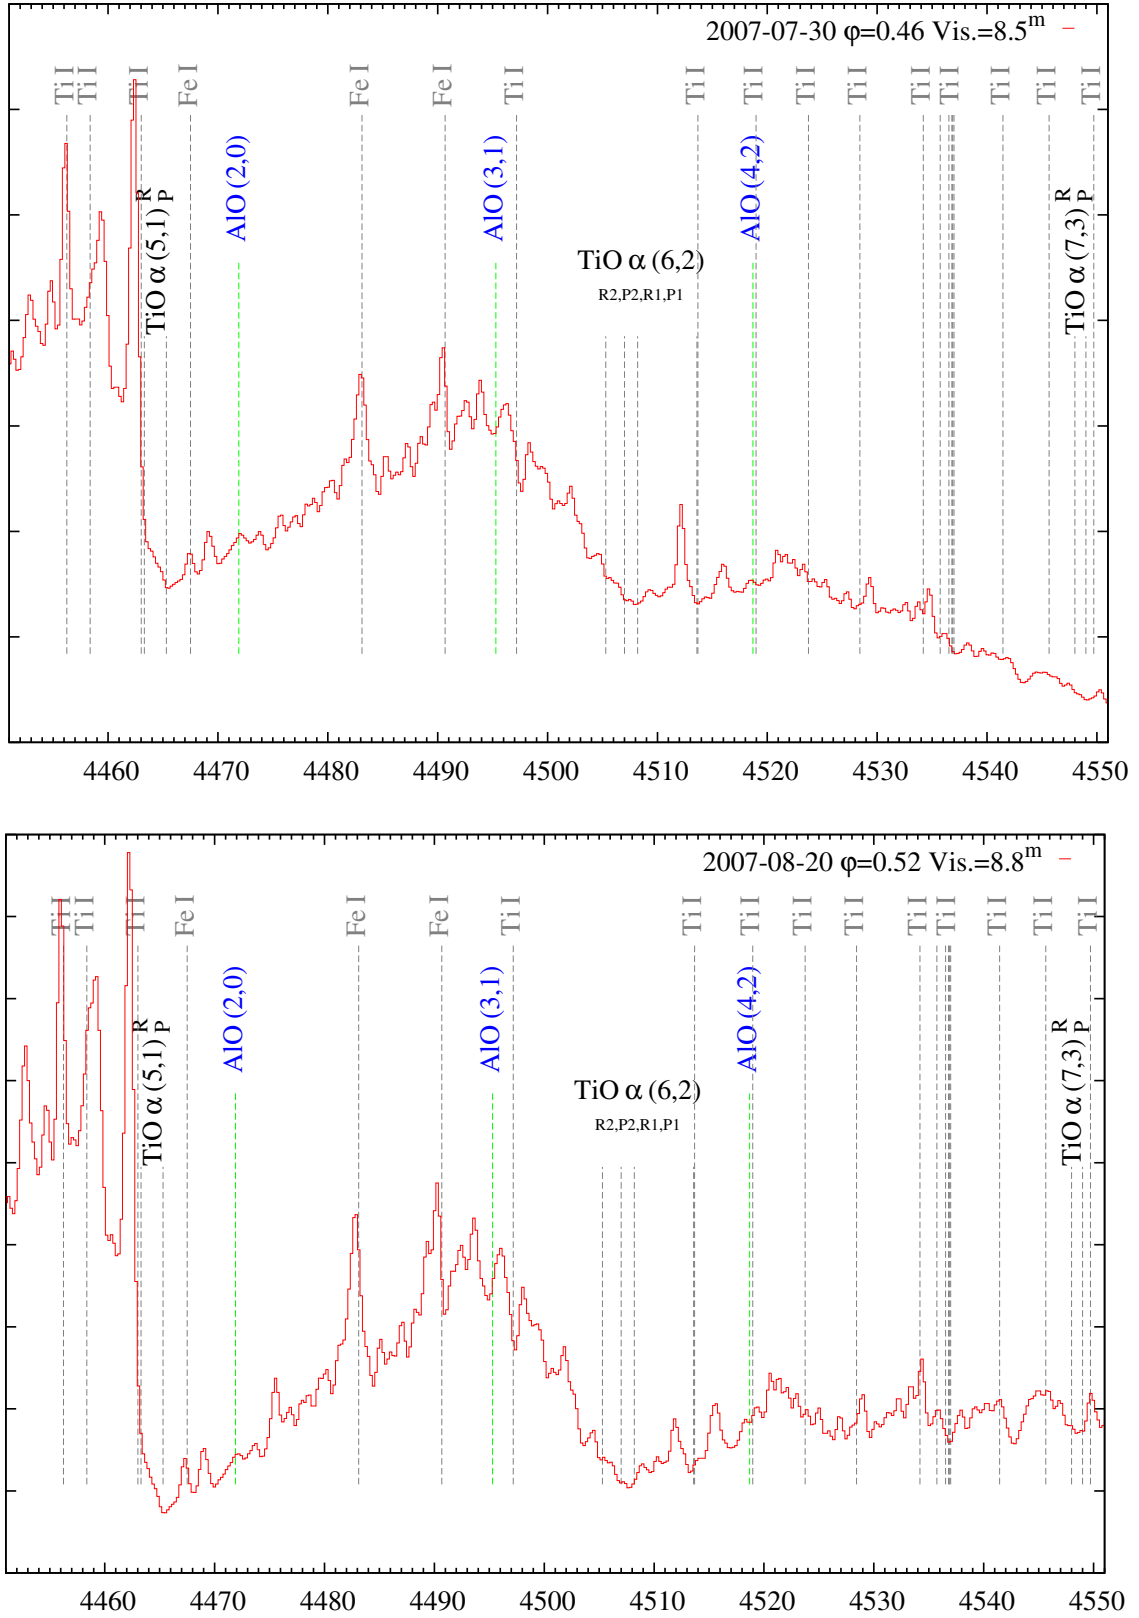 2007-07-30 φ=0.46 Vis.=8.5m
Ti I Ti I Ti I Fe I Fe I Fe I Ti I Ti I Ti I Ti I Ti I Ti I Ti I Ti I Ti I Ti I
AlO (2,0) AlO (3,1) AlO (4,2)
TiO α (5,1) R P
TiO α (6,2)
R2,P2,R1,P1
TiO α (7,3) R P
4460 4470 4480 4490 4500 4510 4520 4530 4540 4550
2007-08-20 φ=0.52 Vis.=8.8m
Ti I Ti I Ti I Fe I Fe I Fe I Ti I Ti I Ti I Ti I Ti I Ti I Ti I Ti I Ti I Ti I
AlO (2,0) AlO (3,1) AlO (4,2)
TiO α (5,1) R P
TiO α (6,2)
R2,P2,R1,P1
TiO α (7,3) R P
4460 4470 4480 4490 4500 4510 4520 4530 4540 4550